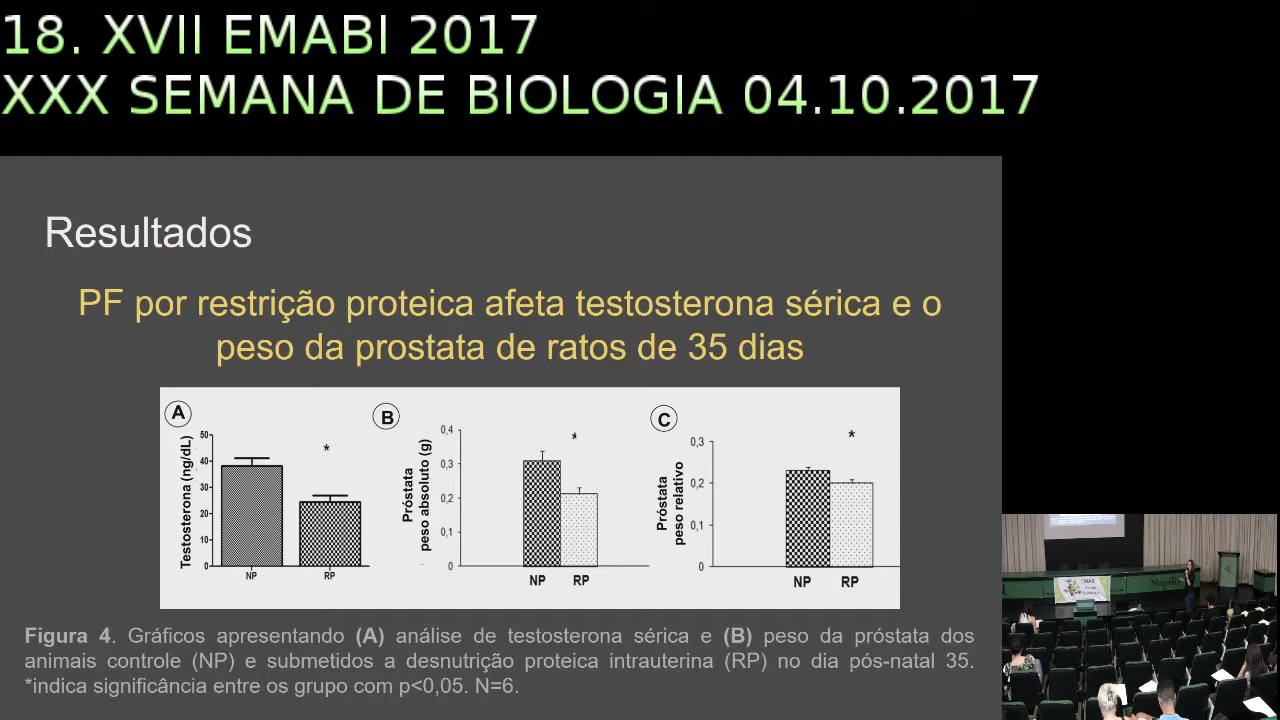 18. XVII EMABI 2017
XXX SEMANA DE BIOLOGIA 04.10.2017
Resultados
PF por restrição proteica afeta testosterona sérica e o
peso da prostata de ratos de 35 dias
A
Testosterona (ng/dL)
50
40
30
20
10
0
*
NP
RP
B
Próstata
peso absoluto (g)
0,4
0,3
0,2
0,1
0
*
NP
RP
C
Próstata
peso relativo
0,3
0,2
0,1
0
*
NP
RP
Figura 4. Gráficos apresentando (A) análise de testosterona sérica e (B) peso da próstata dos
animais controle (NP) e submetidos a desnutrição proteica intrauterina (RP) no dia pós-natal 35.
*indica significância entre os grupo com p<0,05. N=6.
Nupélia